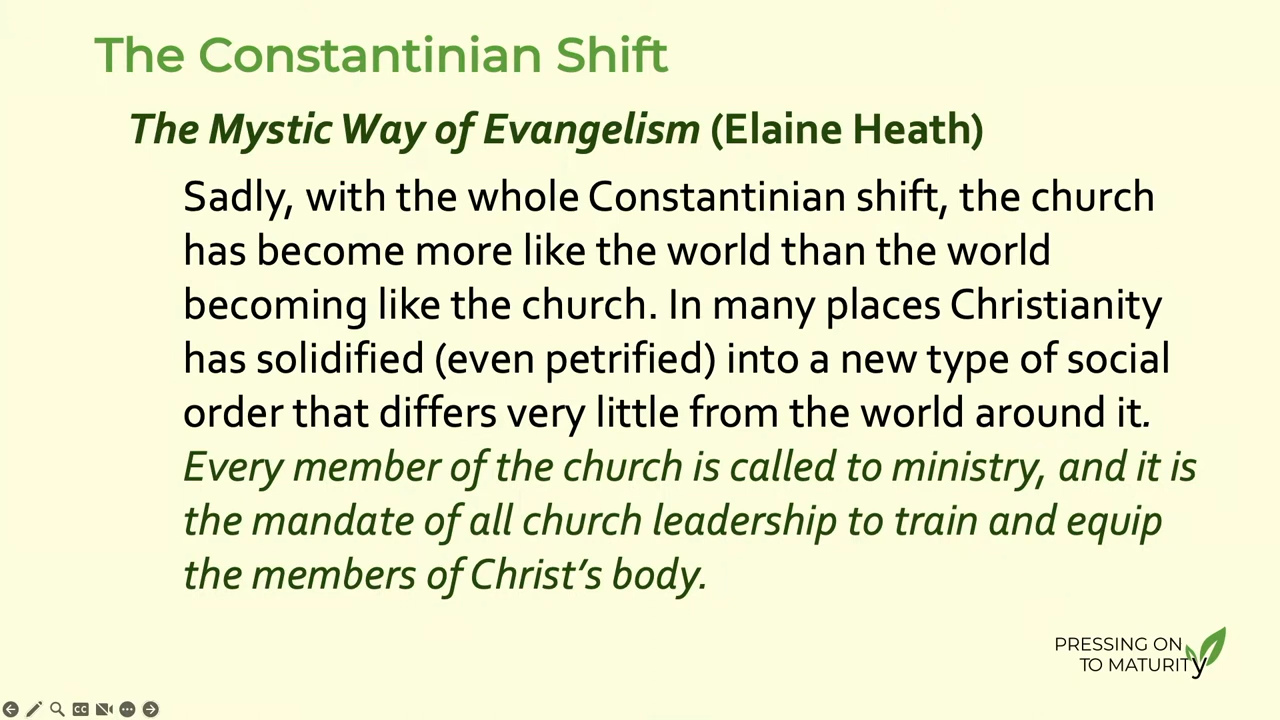 The Constantinian Shift
The Mystic Way of Evangelism (Elaine Heath)
Sadly, with the whole Constantinian shift, the church
has become more like the world than the world
becoming like the church. In many places Christianity
has solidified (even petrified) into a new type of social
order that differs very little from the world around it.
Every member of the church is called to ministry, and it is
the mandate of all church leadership to train and equip
the members of Christ's body.
PRESSING ON
TO MATURITy
CC